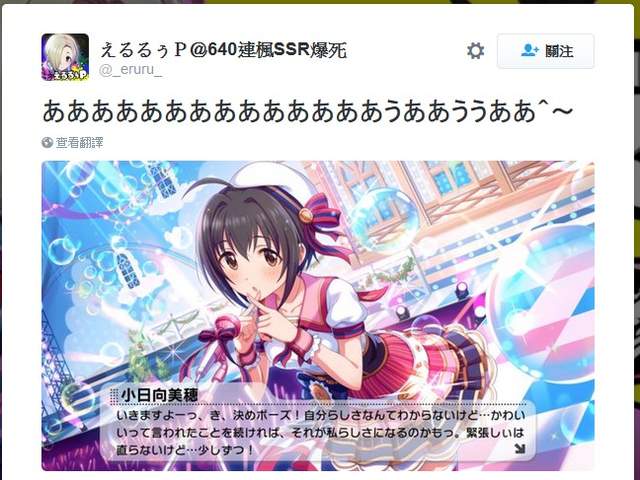 えるるぅP@640連楓SSR爆死
@_eruru_
關注
ああああああああああああああうああううああ＾～
查看翻譯
小日向美穂
いきますよーっ、き、決めポーズ！自分らしさなんてわからないけど…かわい
いって言われたことを続ければ、それが私らしさになるのかもっ。緊張しぃは
直らないけど…少しずつ！